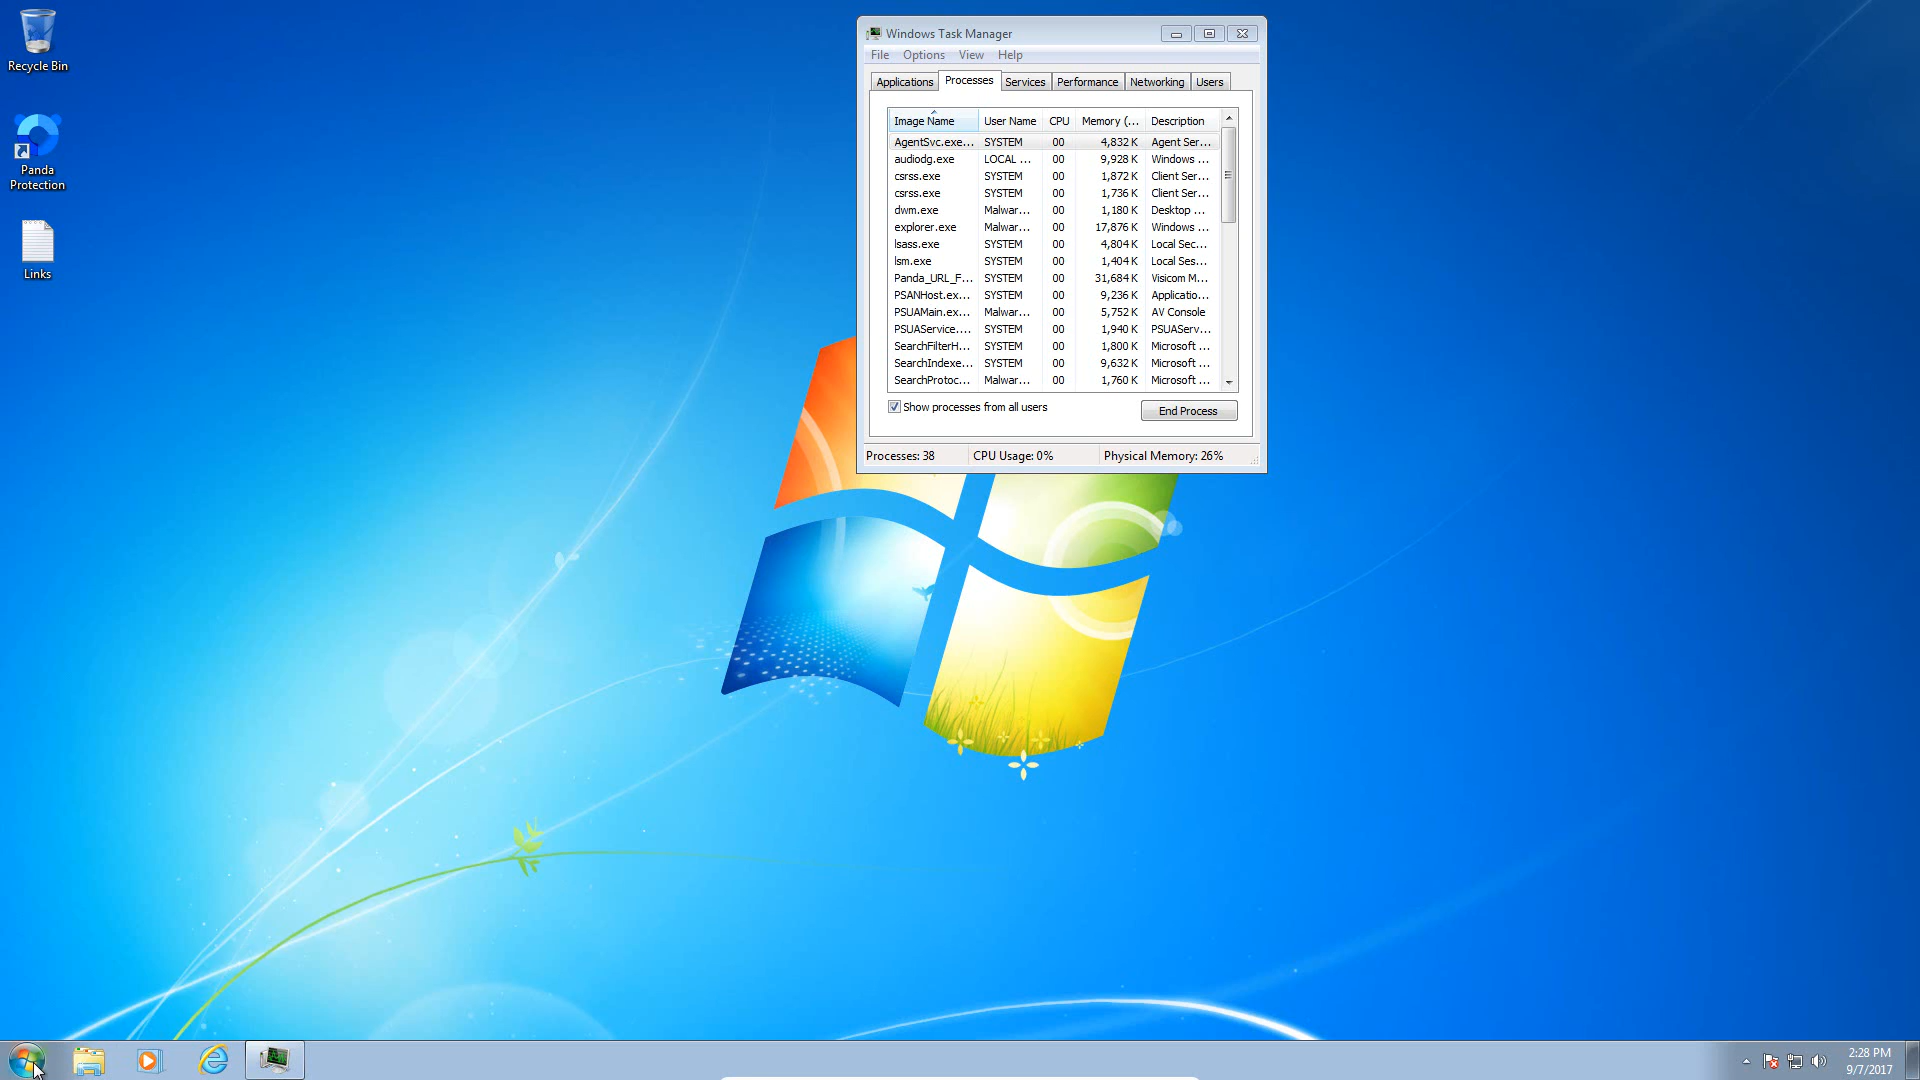 Recycle Bin
Panda
Protection
Links
Windows Task Manager
File Options View Help
Applications Processes Services Performance Networking Users
Image Name User Name CPU Memory (... Description
AgentSvc.exe... SYSTEM 00 4,832 K Agent Ser...
audiodg.exe LOCAL ... 00 9,928 K Windows ...
csrss.exe SYSTEM 00 1,872 K Client Ser...
csrss.exe SYSTEM 00 1,736 K Client Ser...
dwm.exe Malwar... 00 1,180 K Desktop ...
explorer.exe Malwar... 00 17,876 K Windows ...
lsass.exe SYSTEM 00 4,804 K Local Sec...
lsm.exe SYSTEM 00 1,404 K Local Ses...
Panda_URL_F... SYSTEM 00 31,684 K Visicom M...
PSANHost.ex... SYSTEM 00 9,236 K Applicatio...
PSUAMain.ex... Malwar... 00 5,752 K AV Console
PSUAService.... SYSTEM 00 1,940 K PSUAServ...
SearchFilterH... SYSTEM 00 1,800 K Microsoft ...
SearchIndexe... SYSTEM 00 9,632 K Microsoft ...
SearchProtoc... Malwar... 00 1,760 K Microsoft ...
Show processes from all users End Process
Processes: 38 CPU Usage: 0% Physical Memory: 26%
2:28 PM
9/7/2017